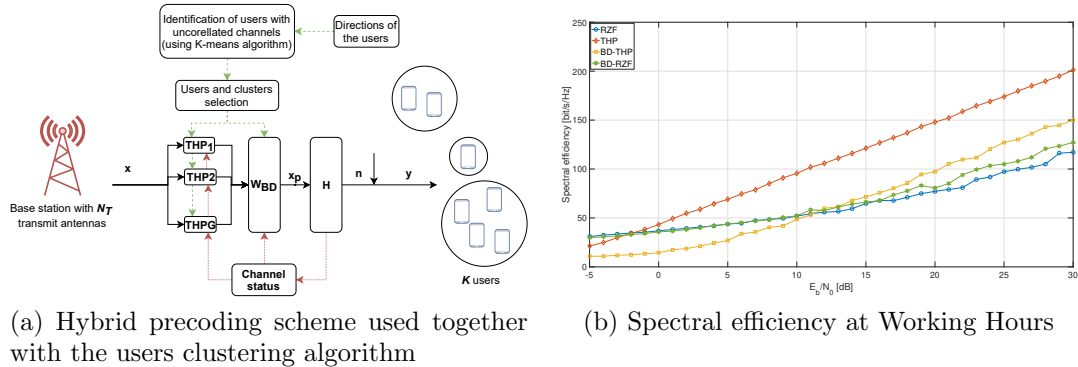 Identification of users with
uncorellated channels
(using K-means algorithm)
Directions
of the users
Users and clusters
selection
x
THP1
THP2
THPG
WBD
xp
H
n
y
Base station with NT
transmit antennas
Channel
status
K users
(a) Hybrid precoding scheme used together
with the users clustering algorithm
250
200
150
100
50
0
Spectral efficiency [bit/s/Hz]
RZF
THP
BD-THP
BD-RZF
-5 0 5 10 15 20 25 30
Eb/N0 [dB]
(b) Spectral efficiency at Working Hours